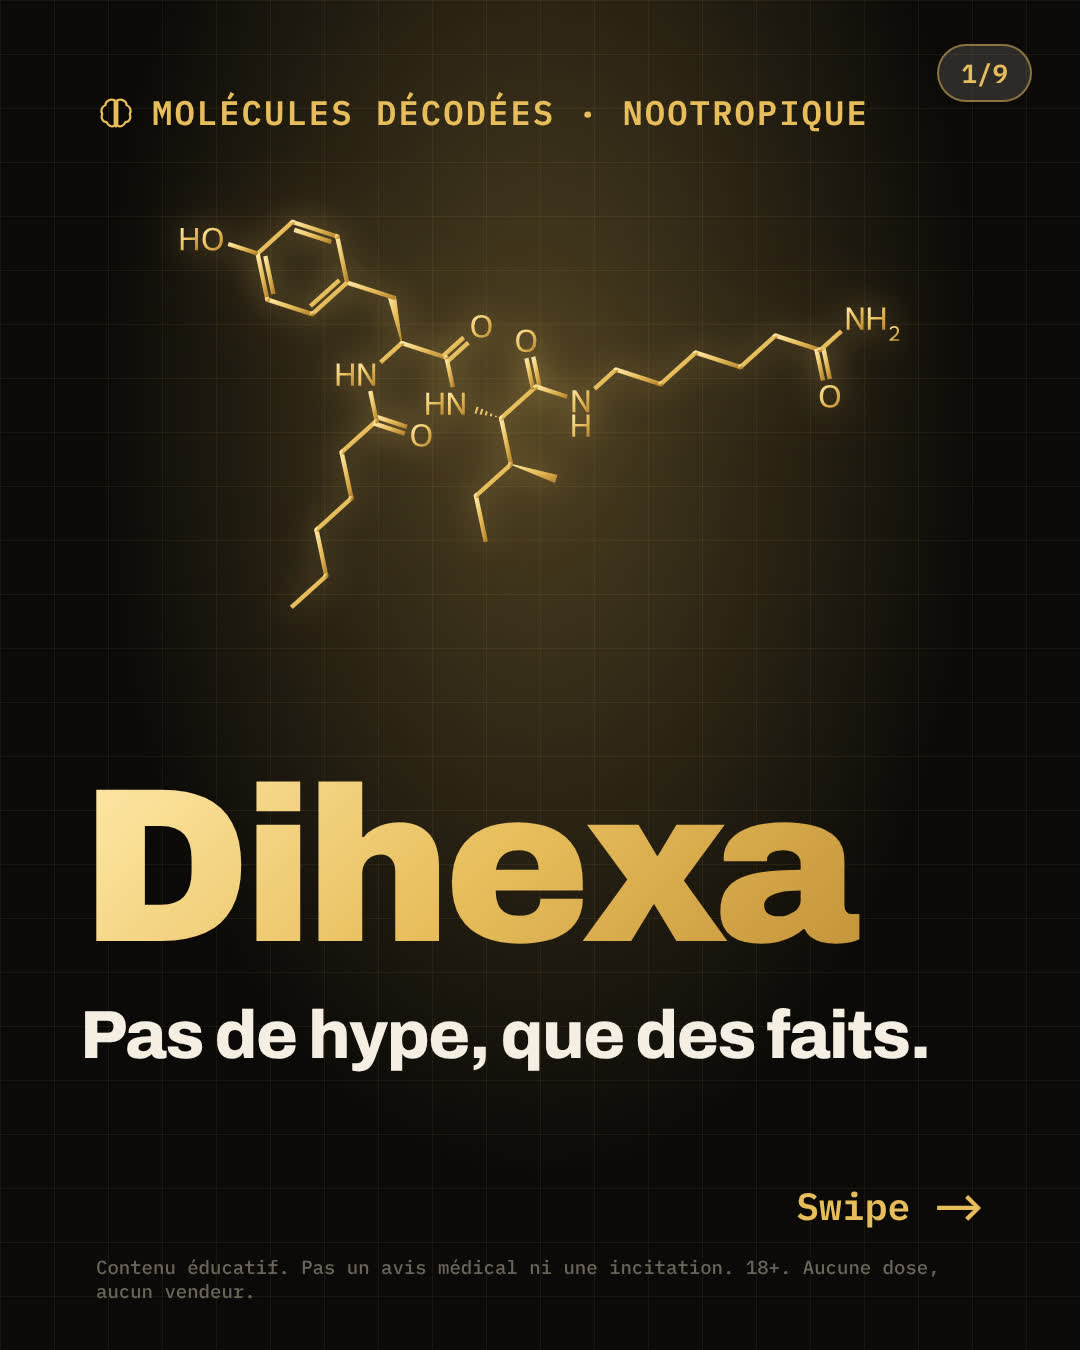 1/9
MOLÉCULES DÉCODÉES · NOOTROPIQUE
HO
O
O
NH2
HN
HN
N
H
O
O
Dihexa
Pas de hype, que des faits.
Swipe →
Contenu éducatif. Pas un avis médical ni une incitation. 18+. Aucune dose,
aucun vendeur.